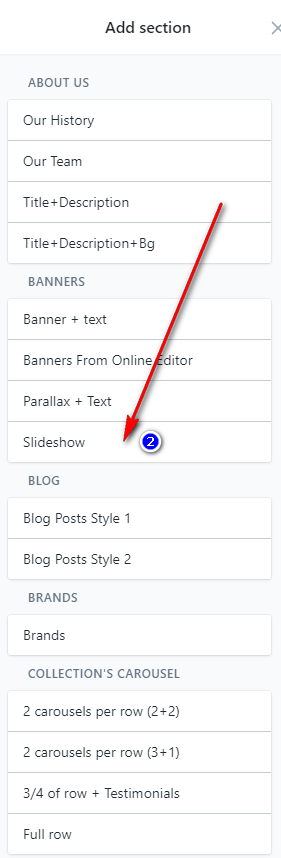 Add section
ABOUT US
Our History
Our Team
Title+Description
Title+Description+Bg
BANNERS
Banner + text
Banners From Online Editor
Parallax + Text
Slideshow
2
BLOG
Blog Posts Style 1
Blog Posts Style 2
BRANDS
Brands
COLLECTION'S CAROUSEL
2 carousels per row (2+2)
2 carousels per row (3+1)
3/4 of row + Testimonials
Full row